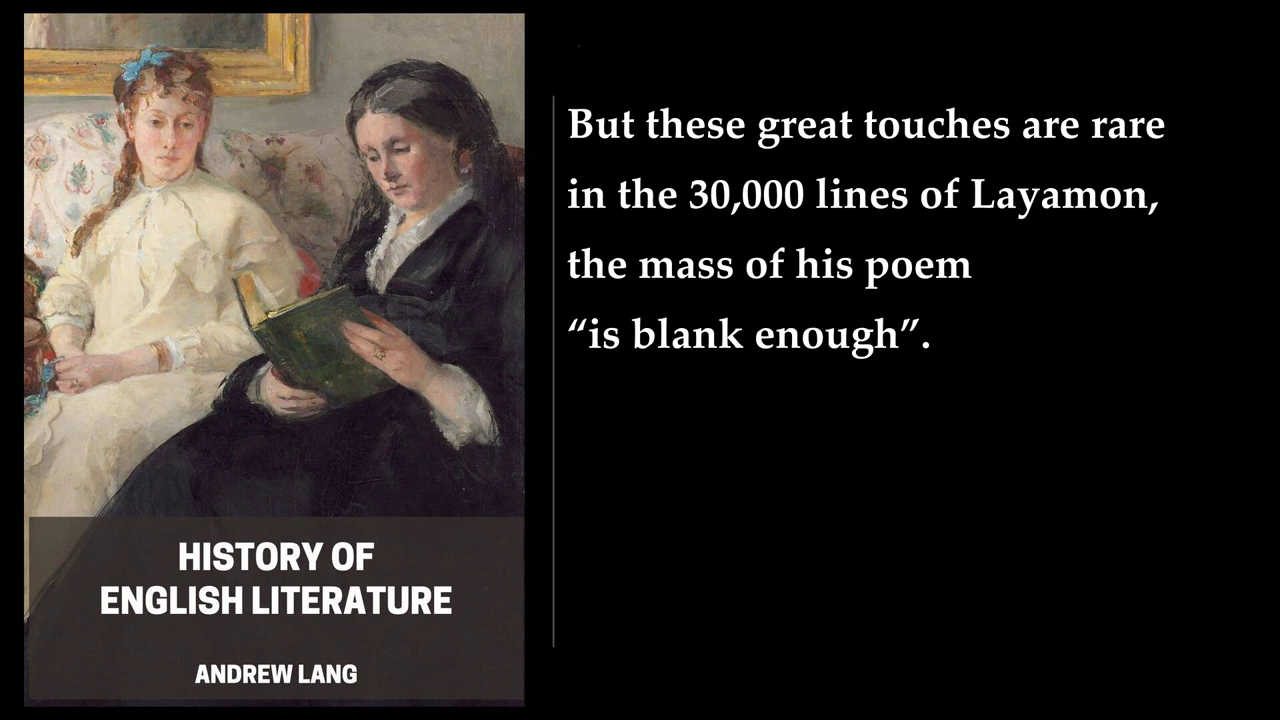 But these great touches are rare
in the 30,000 lines of Layamon,
the mass of his poem
“is blank enough”.
HISTORY OF
ENGLISH LITERATURE
ANDREW LANG